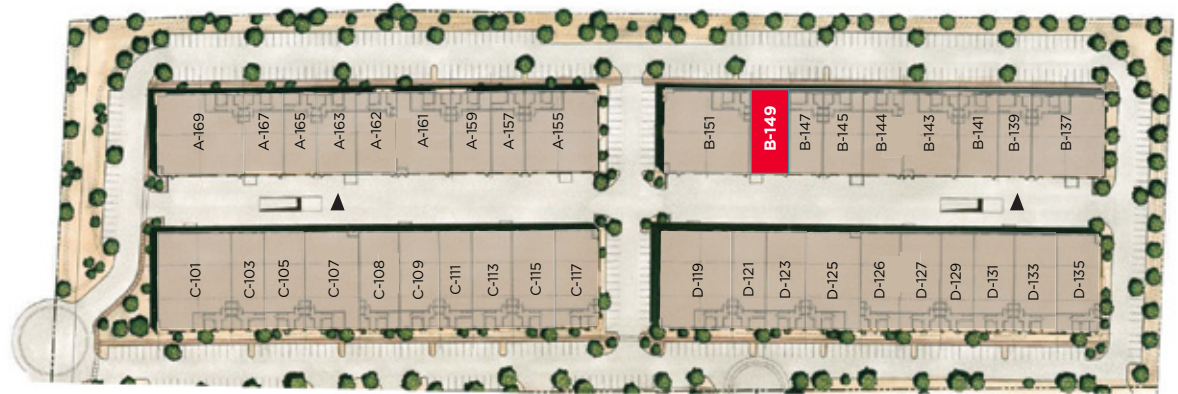 A-169
A-167
A-165
A-163
A-162
A-161
A-159
A-157
A-155
B-151
B-149
B-147
B-145
B-144
B-143
B-141
B-139
B-137
C-101
C-103
C-105
C-107
C-108
C-109
C-111
C-113
C-115
C-117
D-119
D-121
D-123
D-125
D-126
D-127
D-129
D-131
D-133
D-135